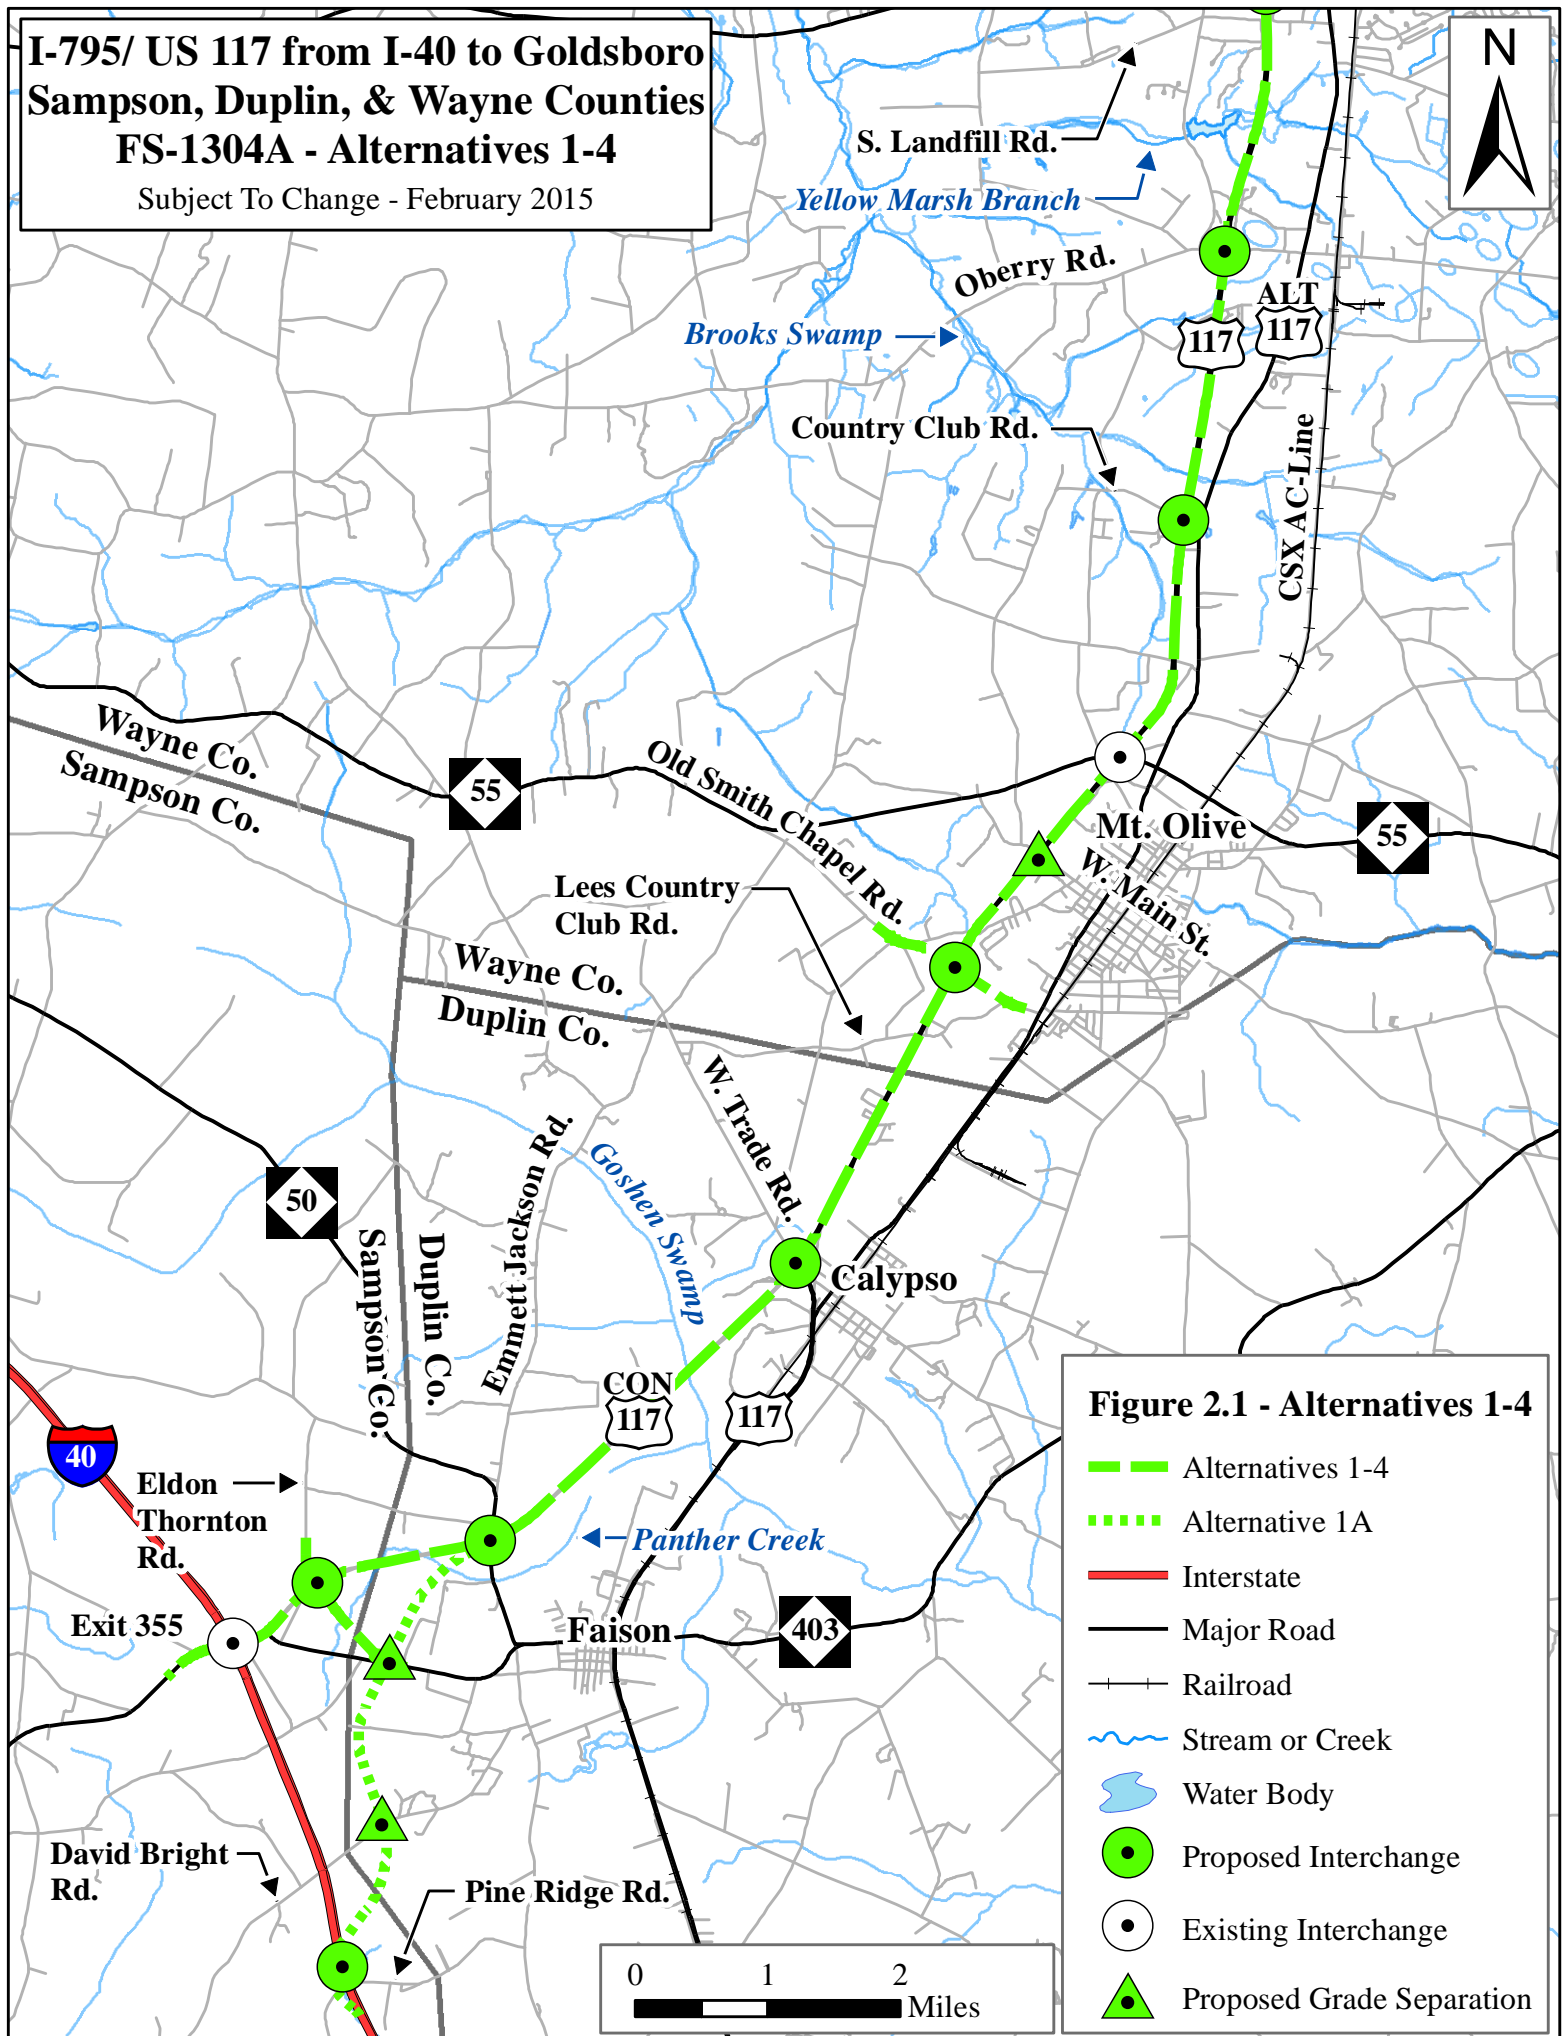 I-795/ US 117 from I-40 to Goldsboro
Sampson, Duplin, & Wayne Counties
FS-1304A - Alternatives 1-4
Subject To Change - February 2015
N
S. Landfill Rd.
Yellow Marsh Branch
Oberry Rd.
ALT
117
117
Brooks Swamp
Country Club Rd.
CSX AC-Line
Wayne Co.
Sampson Co.
55
Old Smith Chapel Rd.
Mt. Olive
55
W. Main St.
Lees Country
Club Rd.
Wayne Co.
Duplin Co.
W. Trade Rd.
Emmett Jackson Rd.
Goshen Swamp
50
Sampson Co.
Duplin Co.
Calypso
CON
117
117
40
Eldon
Thornton
Rd.
Panther Creek
Exit 355
Faison
403
David Bright
Rd.
Pine Ridge Rd.
0 1 2
Miles
Figure 2.1 - Alternatives 1-4
Alternatives 1-4
Alternative 1A
Interstate
Major Road
Railroad
Stream or Creek
Water Body
Proposed Interchange
Existing Interchange
Proposed Grade Separation